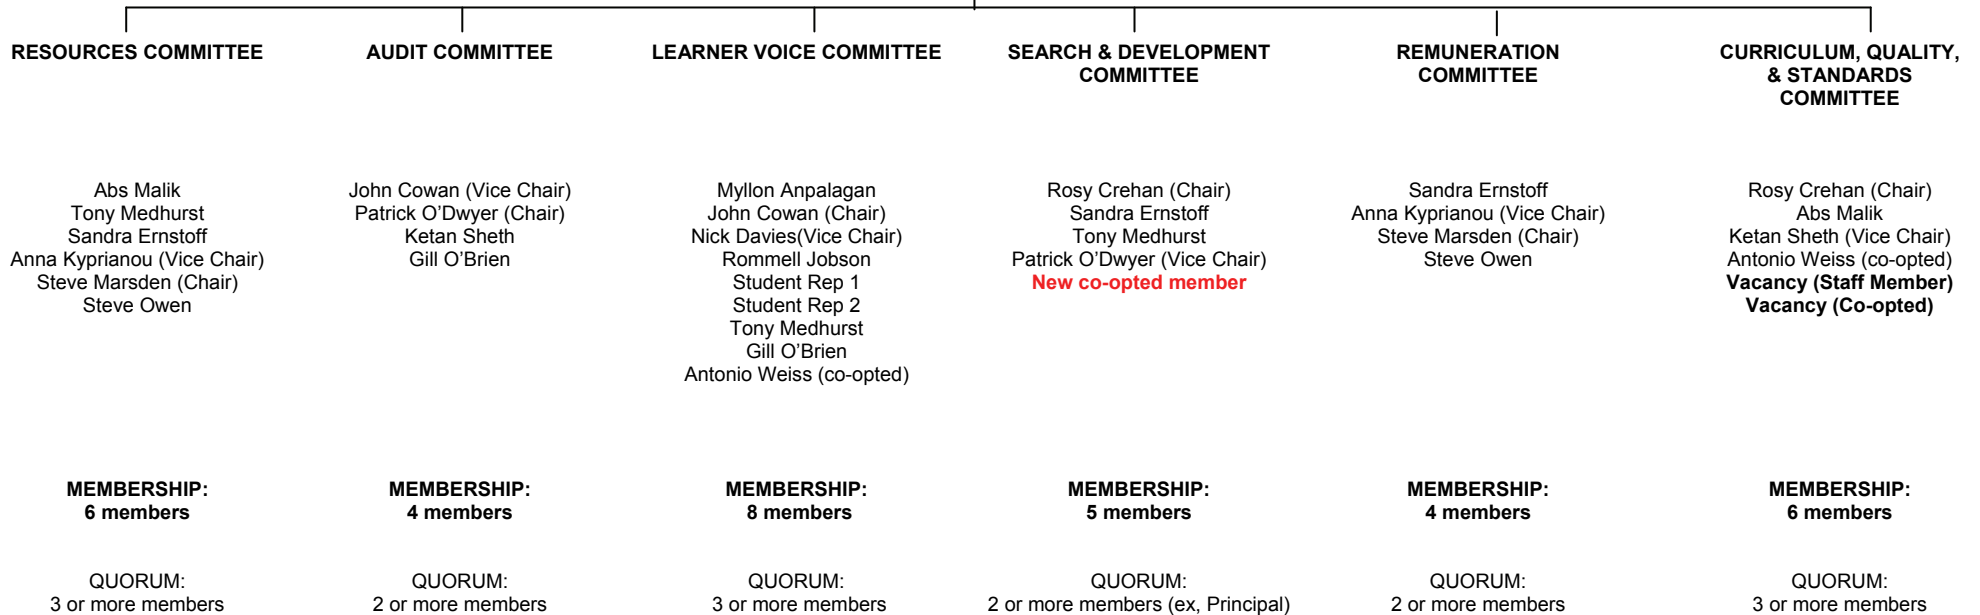 RESOURCES COMMITTEE
Abs Malik
Tony Medhurst
Sandra Ernstoff
Anna Kyprianou (Vice Chair)
Steve Marsden (Chair)
Steve Owen
MEMBERSHIP:
6 members
QUORUM:
3 or more members
AUDIT COMMITTEE
John Cowan (Vice Chair)
Patrick O’Dwyer (Chair)
Ketan Sheth
Gill O’Brien
MEMBERSHIP:
4 members
QUORUM:
2 or more members
LEARNER VOICE COMMITTEE
Myllon Anpalagan
John Cowan (Chair)
Nick Davies(Vice Chair)
Rommell Jobson
Student Rep 1
Student Rep 2
Tony Medhurst
Gill O’Brien
Antonio Weiss (co-opted)
MEMBERSHIP:
8 members
QUORUM:
3 or more members
SEARCH & DEVELOPMENT
COMMITTEE
Rosy Crehan (Chair)
Sandra Ernstoff
Tony Medhurst
Patrick O’Dwyer (Vice Chair)
New co-opted member
MEMBERSHIP:
5 members
QUORUM:
2 or more members (ex, Principal)
REMUNERATION
COMMITTEE
Sandra Ernstoff
Anna Kyprianou (Vice Chair)
Steve Marsden (Chair)
Steve Owen
MEMBERSHIP:
4 members
QUORUM:
2 or more members
CURRICULUM, QUALITY,
& STANDARDS
COMMITTEE
Rosy Crehan (Chair)
Abs Malik
Ketan Sheth (Vice Chair)
Antonio Weiss (co-opted)
Vacancy (Staff Member)
Vacancy (Co-opted)
MEMBERSHIP:
6 members
QUORUM:
3 or more members